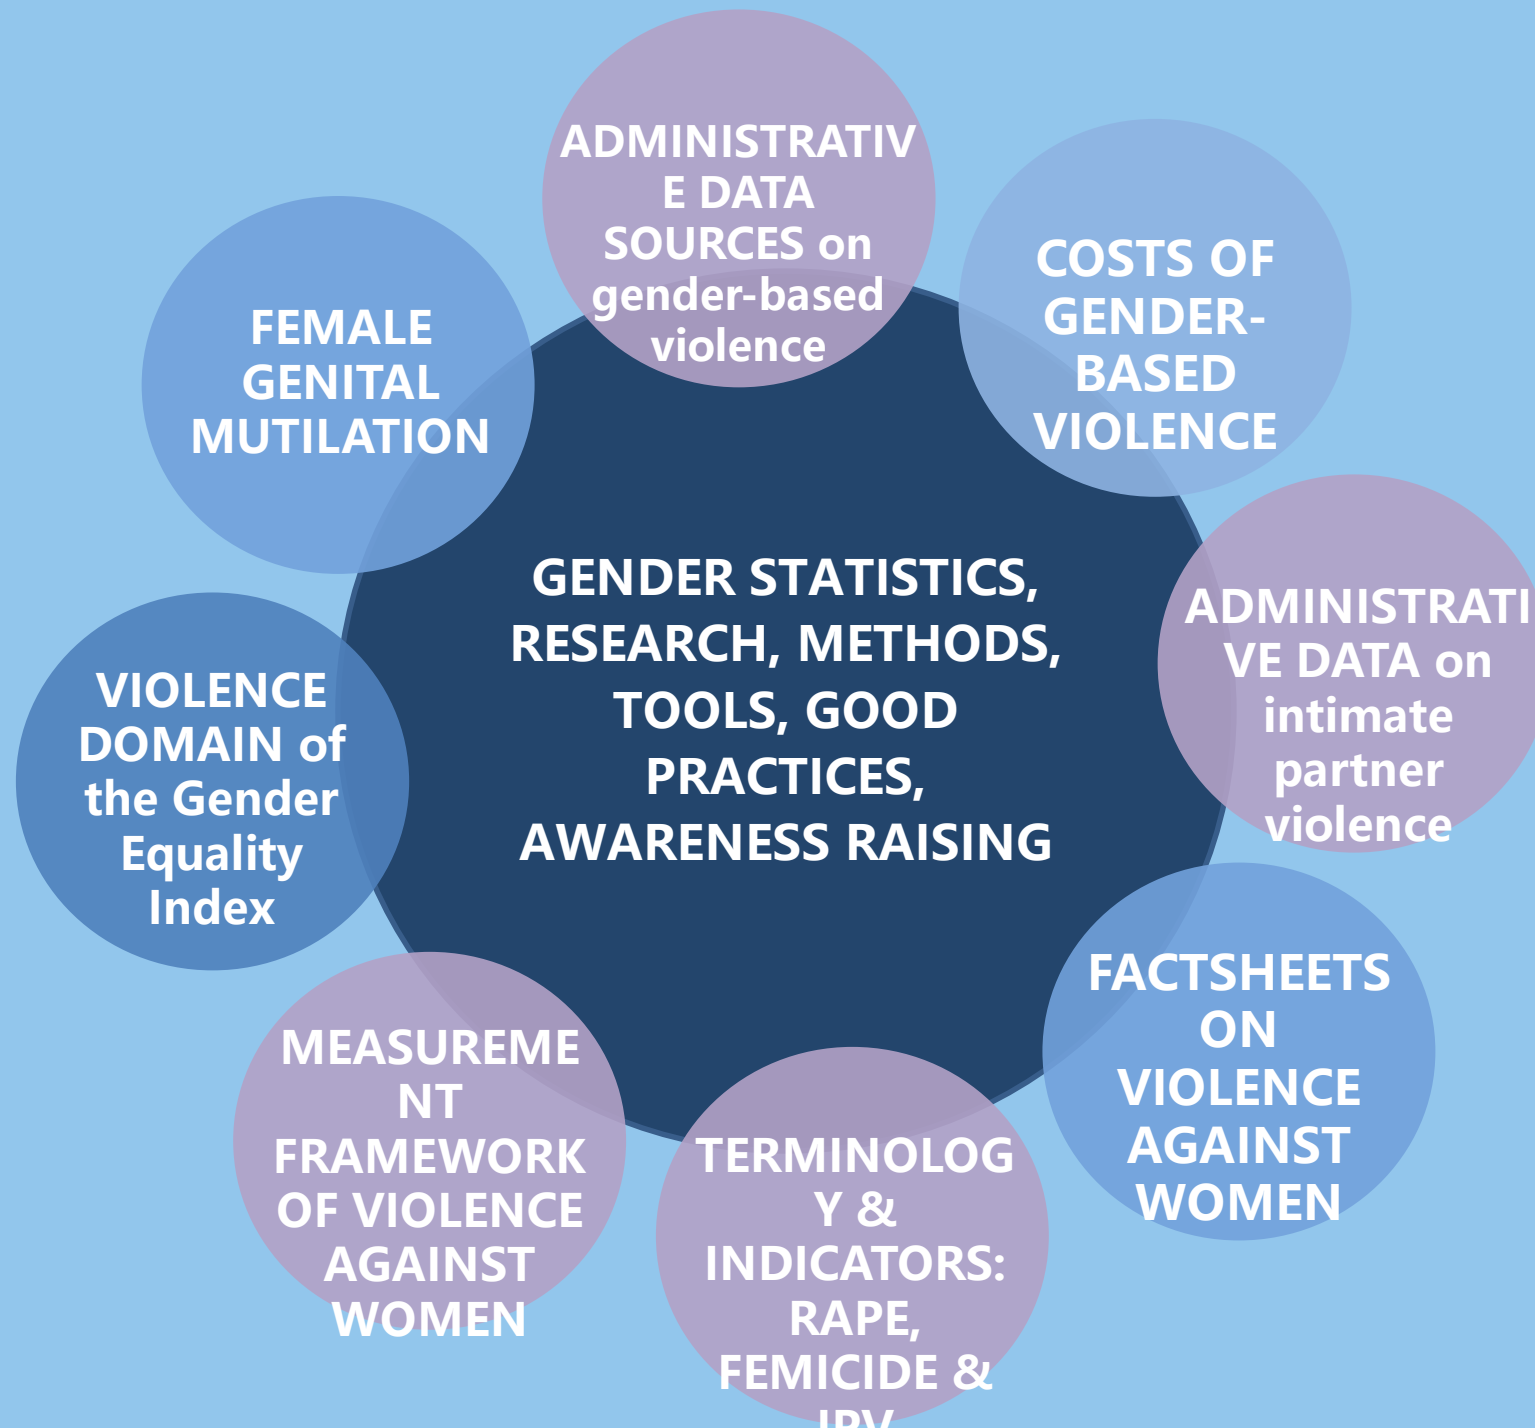 ADMINISTRATIV
E DATA
SOURCES on
gender-based
violence
COSTS OF
GENDER-
BASED
VIOLENCE
ADMINISTRATI
VE DATA on
intimate
partner
violence
FACTSHEETS
ON
VIOLENCE
AGAINST
WOMEN
TERMINOLOG
Y &
INDICATORS:
RAPE,
FEMICIDE &
IPV
MEASUREME
NT
FRAMEWORK
OF VIOLENCE
AGAINST
WOMEN
VIOLENCE
DOMAIN of
the Gender
Equality
Index
FEMALE
GENITAL
MUTILATION
GENDER STATISTICS,
RESEARCH, METHODS,
TOOLS, GOOD
PRACTICES,
AWARENESS RAISING